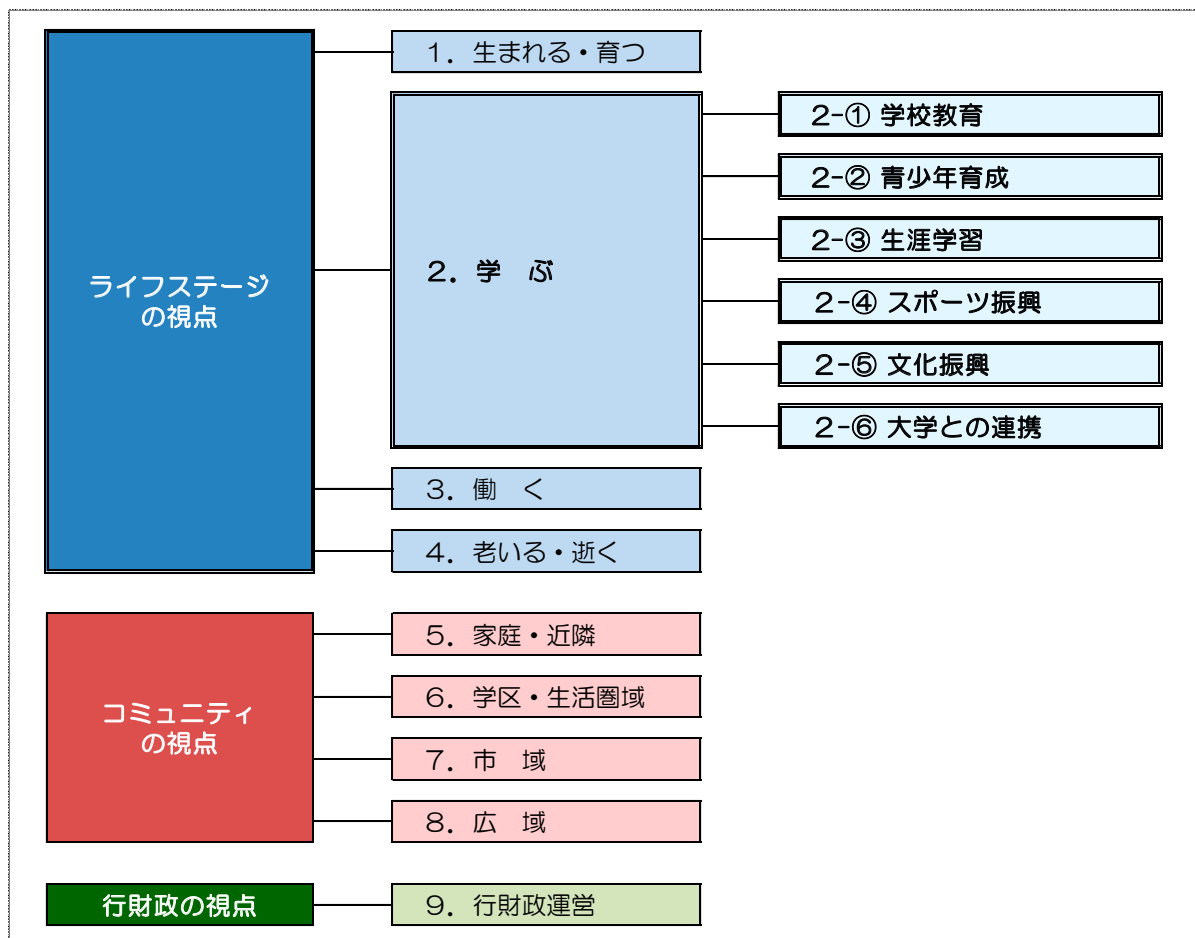 ライフステージ
の視点
１．生まれる・育つ
２．学　ぶ
２-① 学校教育
２-② 青少年育成
２-③ 生涯学習
２-④ スポーツ振興
２-⑤ 文化振興
２-⑥ 大学との連携
３．働　く
４．老いる・逝く
コミュニティ
の視点
５．家庭・近隣
６．学区・生活圏域
７．市　域
８．広　域
行財政の視点
９．行財政運営